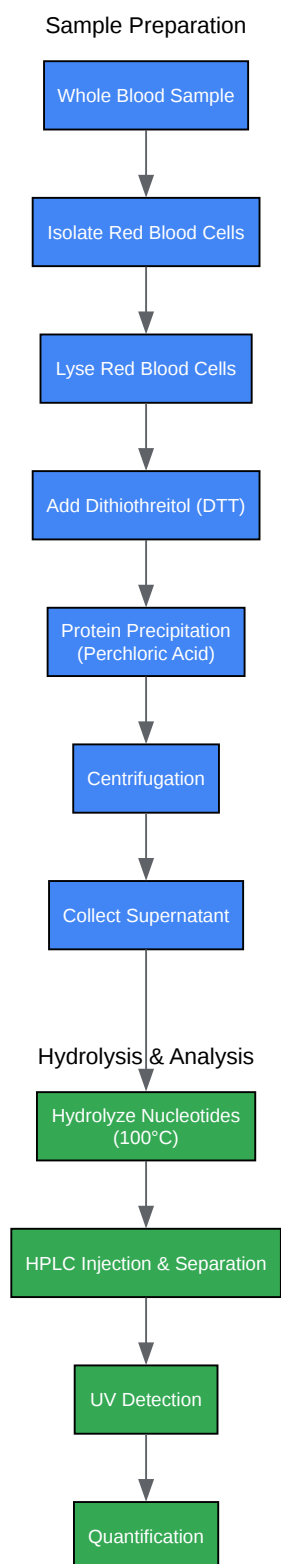 Sample Preparation
Whole Blood Sample
Isolate Red Blood Cells
Lyse Red Blood Cells
Add Dithiothreitol (DTT)
Protein Precipitation
(Perchloric Acid)
Centrifugation
Collect Supernatant
Hydrolysis & Analysis
Hydrolyze Nucleotides
(100°C)
HPLC Injection & Separation
UV Detection
Quantification